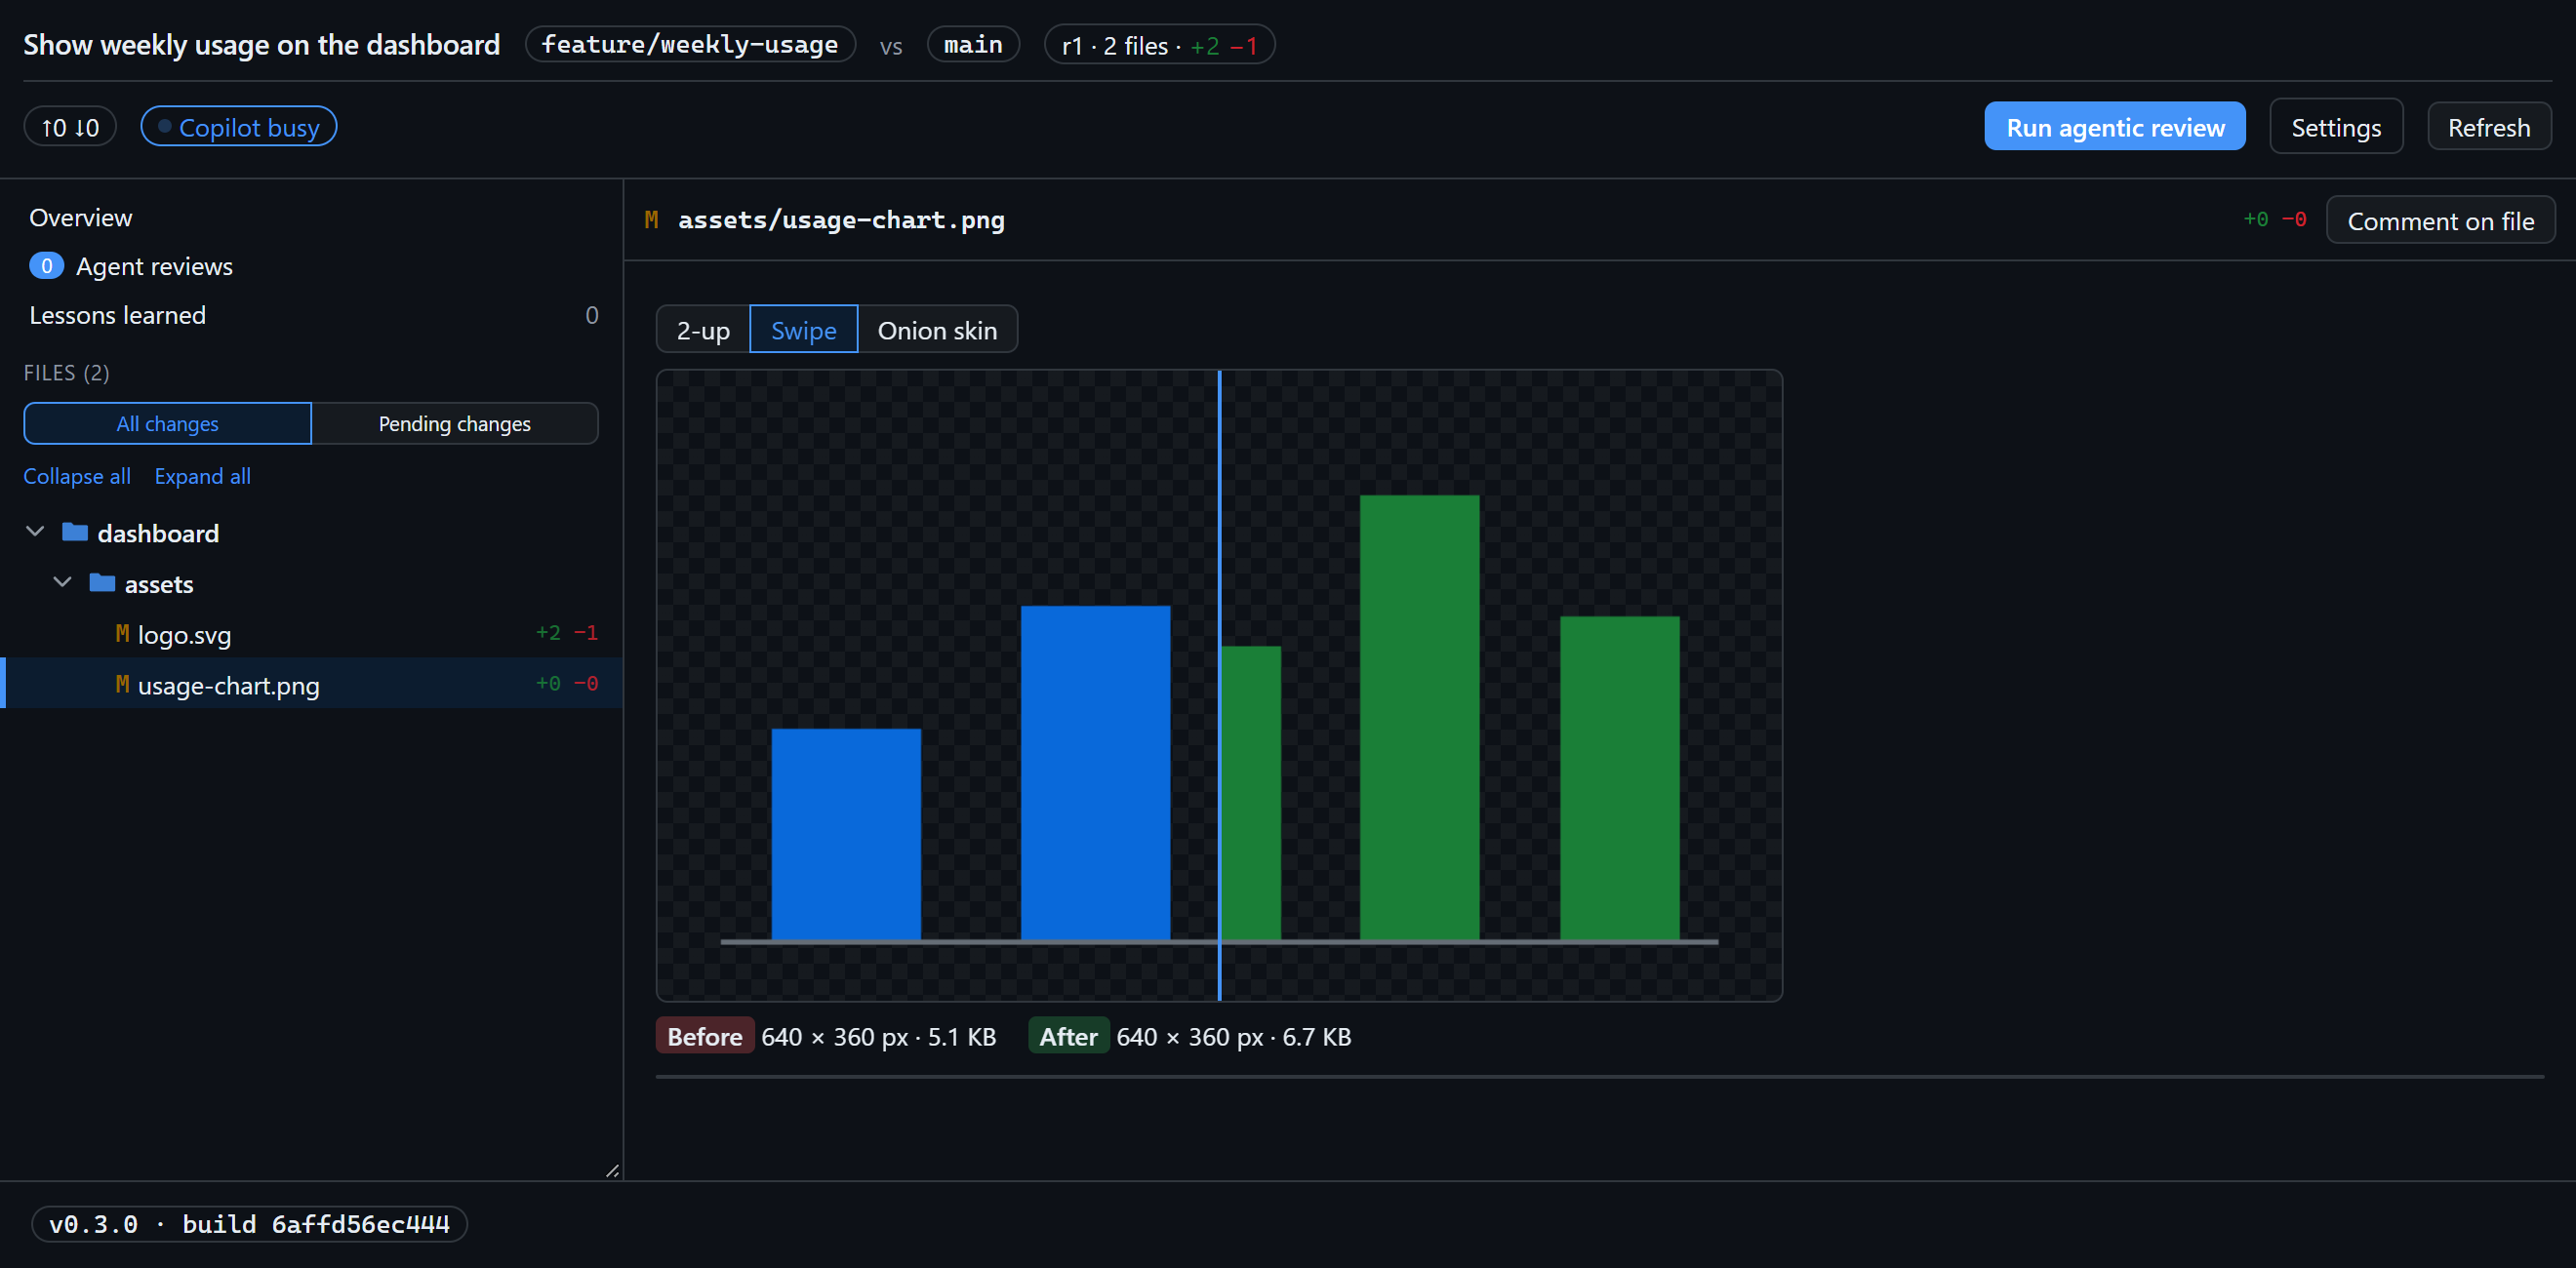 Show weekly usage on the dashboard feature/weekly-usage vs main r1 · 2 files · +2 −1
↑0 ↓0 Copilot busy Run agentic review Settings Refresh
Overview
0 Agent reviews
Lessons learned 0
FILES (2)
All changes Pending changes
Collapse all Expand all
dashboard
assets
M logo.svg +2 −1
M usage-chart.png +0 −0
M assets/usage-chart.png +0 −0 Comment on file
2-up Swipe Onion skin
Before 640 × 360 px · 5.1 KB After 640 × 360 px · 6.7 KB
v0.3.0 · build 6affd56ec444